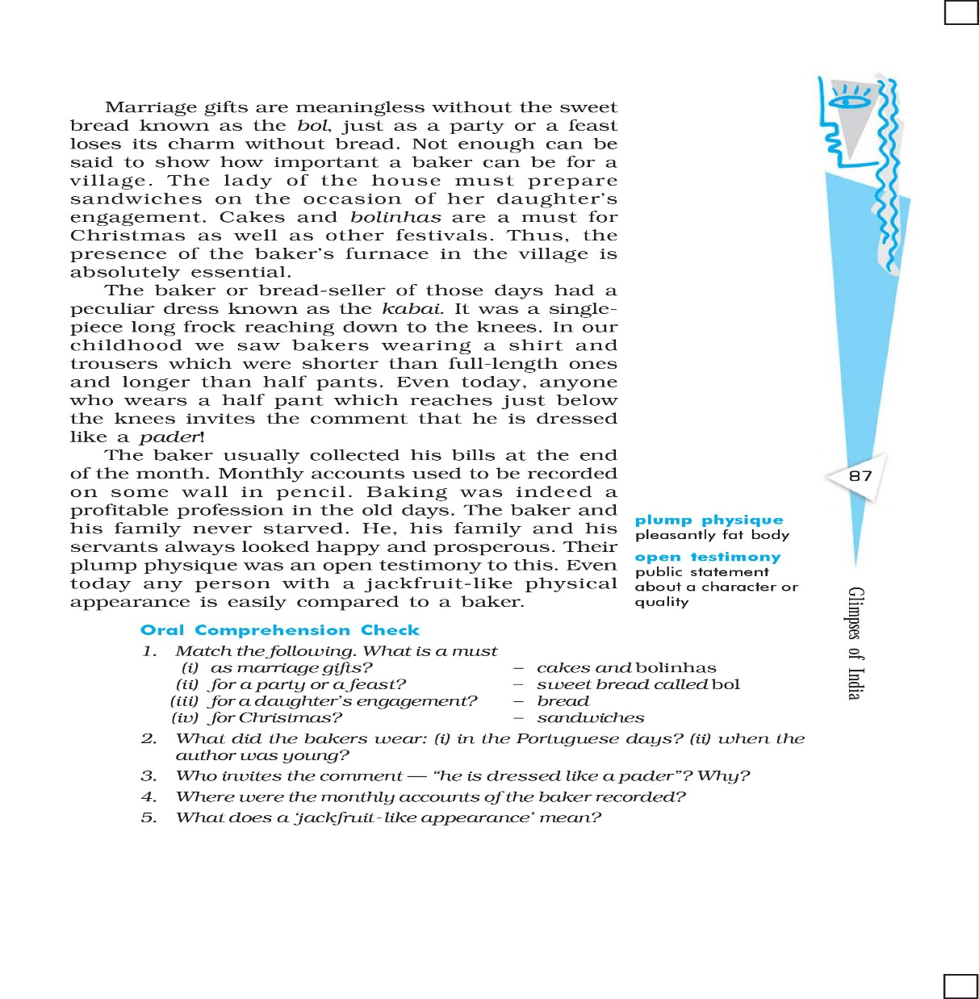 Marriage gifts are meaningless without the sweet
bread known as the bol, just as a party or a feast
loses its charm without bread. Not enough can be
said to show how important a baker can be for a
village. The lady of the house must prepare
sandwiches on the occasion of her daughter’s
engagement. Cakes and bolinhas are a must for
Christmas as well as other festivals. Thus, the
presence of the baker’s furnace in the village is
absolutely essential.
The baker or bread-seller of those days had a
peculiar dress known as the kabai. It was a single-
piece long frock reaching down to the knees. In our
childhood we saw bakers wearing a shirt and
trousers which were shorter than full-length ones
and longer than half pants. Even today, anyone
who wears a half pant which reaches just below
the knees invites the comment that he is dressed
like a pader!
The baker usually collected his bills at the end
of the month. Monthly accounts used to be recorded
on some wall in pencil. Baking was indeed a
profitable profession in the old days. The baker and
his family never starved. He, his family and his
servants always looked happy and prosperous. Their
plump physique was an open testimony to this. Even
today any person with a jackfruit-like physical
appearance is easily compared to a baker.
plump physique
pleasantly fat body
open testimony
public statement
about a character or
quality
Oral Comprehension Check
1. Match the following. What is a must
(i) as marriage gifts? – cakes and bolinhas
(ii) for a party or a feast? – sweet bread called bol
(iii) for a daughter’s engagement? – bread
(iv) for Christmas? – sandwiches
2. What did the bakers wear: (i) in the Portuguese days? (ii) when the
author was young?
3. Who invites the comment — “he is dressed like a pader”? Why?
4. Where were the monthly accounts of the baker recorded?
5. What does a ‘jackfruit-like appearance’ mean?
87
Glimpses of India